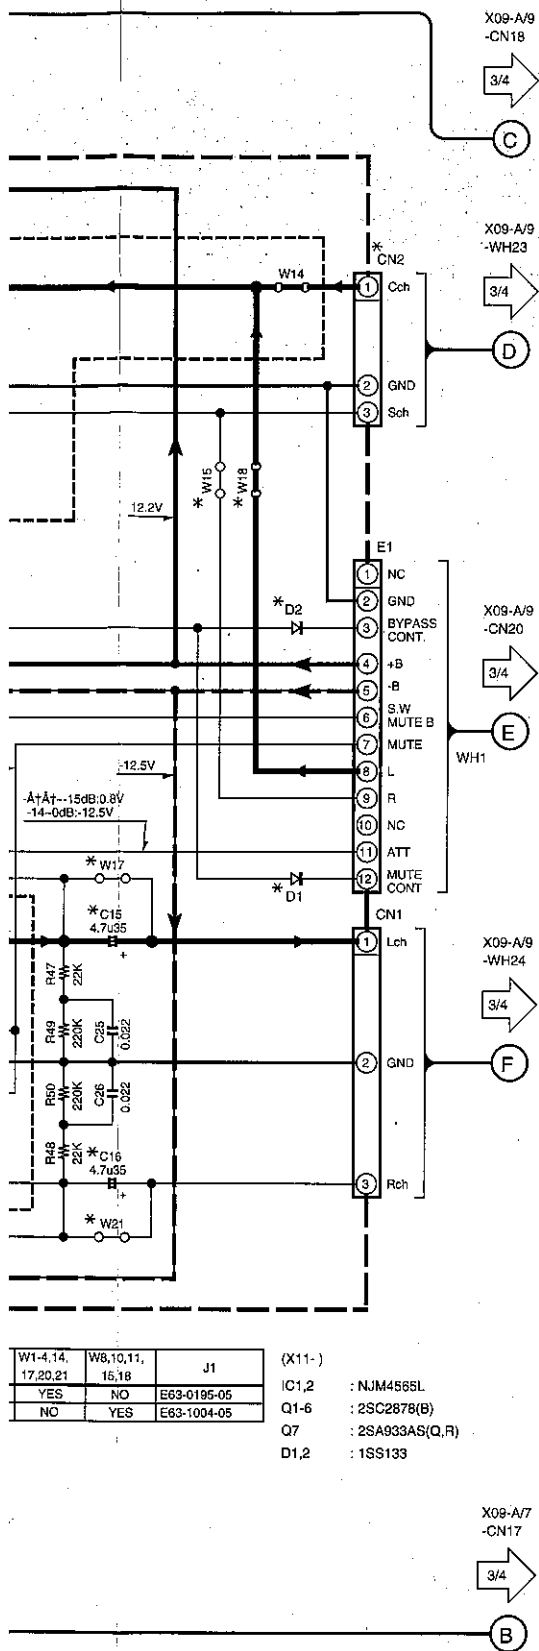 X09-A/9
-CN18
3/4
C
X09-A/9
-WH23
*
CN2
W14
1 Cch
3/4
D
2 GND
3 Sch
* W15
* W18
12.2V
E1
1 NC
2 GND
* D2
3 BYPASS
CONT.
X09-A/9
-CN20
4 +B
3/4
5 -B
6 S.W
MUTE B
E
7 MUTE
WH1
-12.5V
8 L
-∆†∆†--15dB:0.8V
-14~0dB:-12.5V
9 R
10 NC
11 ATT
* W17
* D1
12 MUTE
CONT
* C15
4.7u35
+
CN1
1 Lch
X09-A/9
-WH24
R47
22K
3/4
R49
220K
C25
0.022
2 GND
F
R50
220K
C26
0.022
R48
22K
* C16
4.7u35
+
3 Rch
* W21
W1-4,14, W8,10,11, J1
17,20,21 15,18
YES NO E63-0195-05
NO YES E63-1004-05
(X11- )
IC1,2 : NJM4565L
Q1-6 : 2SC2878(B)
Q7 : 2SA933AS(Q,R)
D1,2 : 1SS133
X09-A/7
-CN17
3/4
B